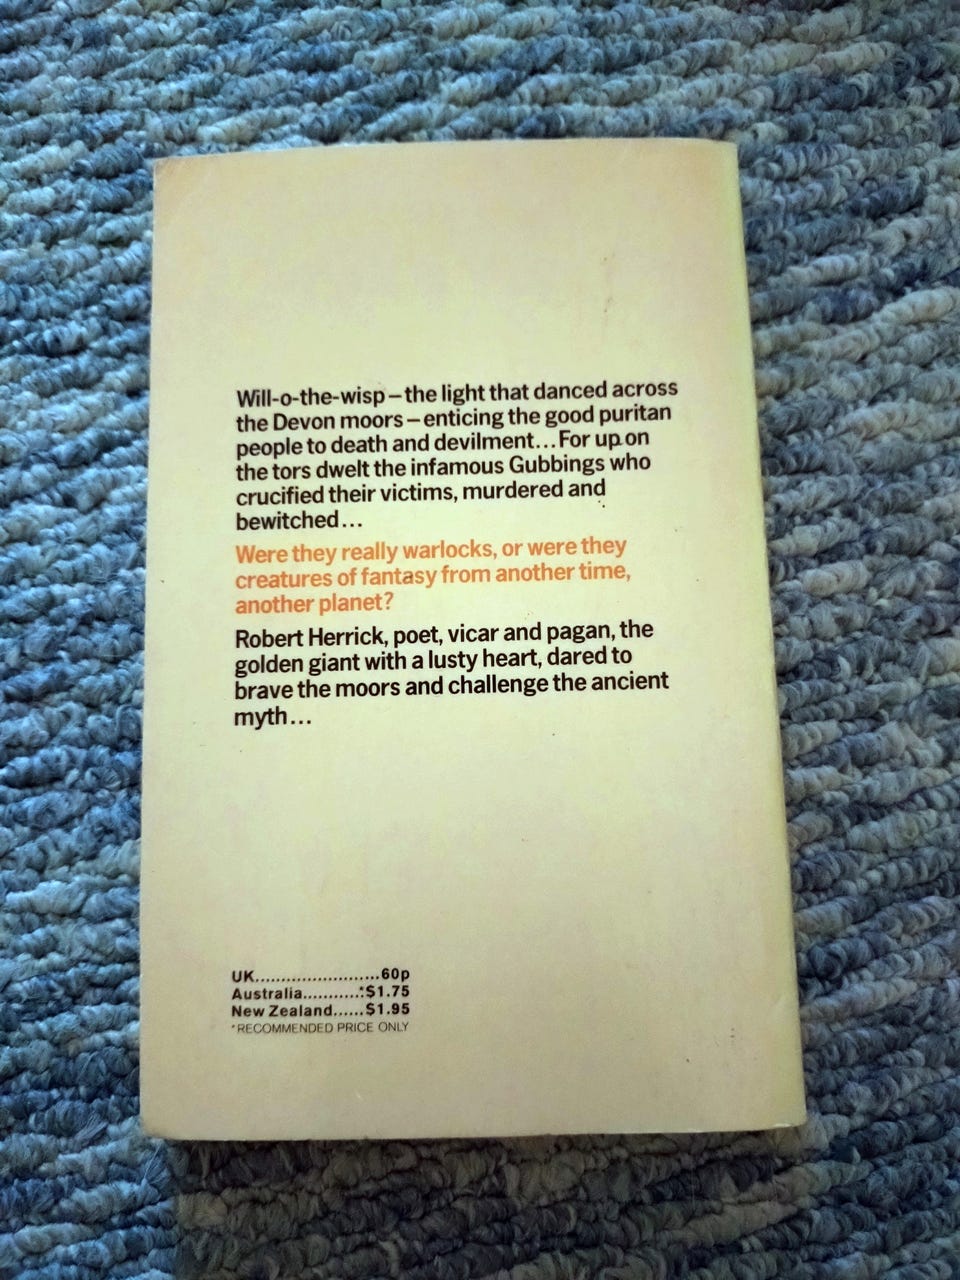 Will-o-the-wisp – the light that danced across
the Devon moors – enticing the good puritan
people to death and devilment... For up on
the tors dwelt the infamous Gubbings who
crucified their victims, murdered and
bewitched...
Were they really warlocks, or were they
creatures of fantasy from another time,
another planet?
Robert Herrick, poet, vicar and pagan, the
golden giant with a lusty heart, dared to
brave the moors and challenge the ancient
myth...
UK........................60p
Australia...........*$1.75
New Zealand......$1.95
*RECOMMENDED PRICE ONLY